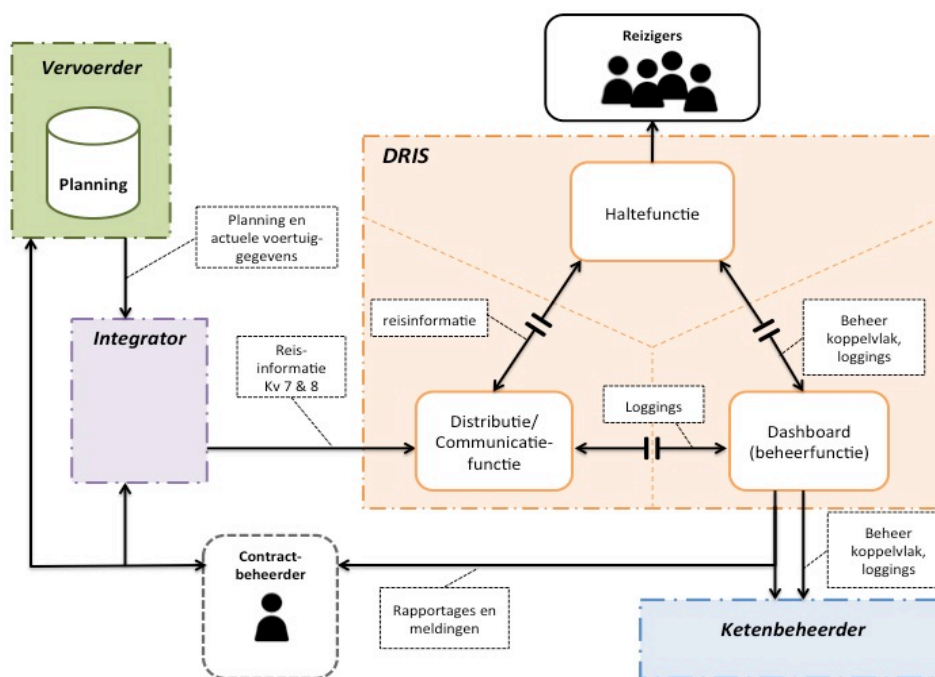 Reizigers
Vervoerder
Planning
DRIS
Haltefunctie
Planning en
actuele voertuig-
gegevens
reisinformatie
Beheer
koppelvlak,
loggings
Integrator
Reis-
informatie
Kv 7 & 8
Loggings
Distributie/
Communicatie-
functie
Dashboard
(beheerfunctie)
Contract-
beheerder
Beheer
koppelvlak,
loggings
Rapportages en
meldingen
Ketenbeheerder